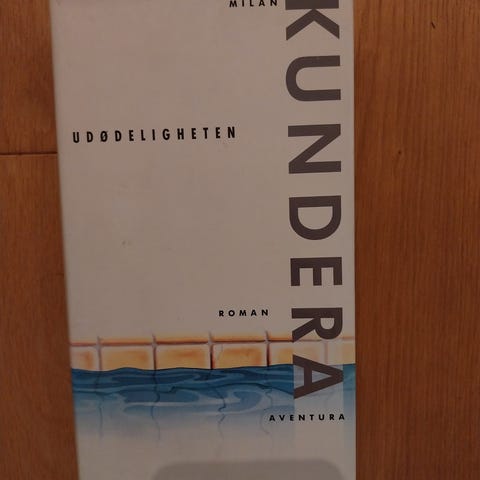 MILAN
KUNDERA
UDØDELIGHETEN
ROMAN
AVENTURA